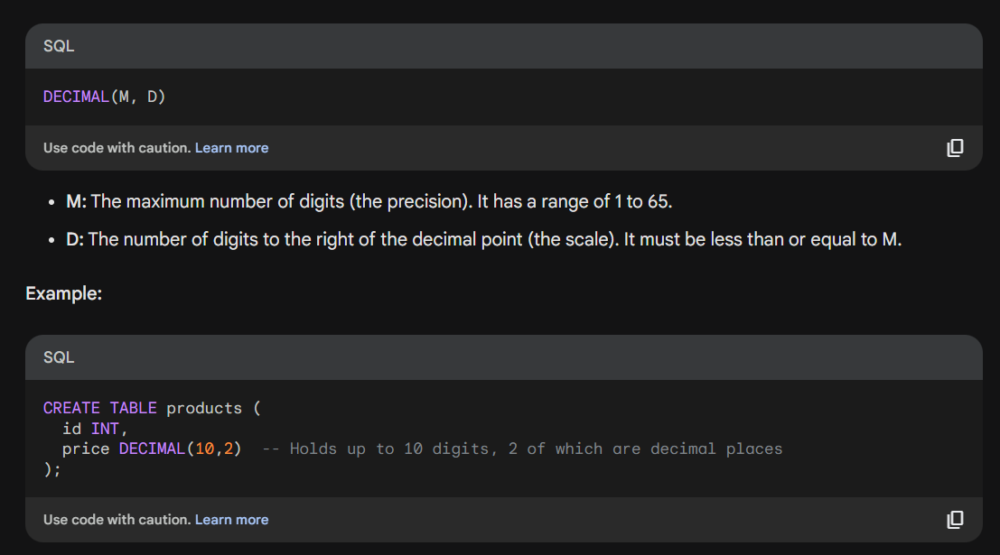 SQL
DECIMAL(M, D)
Use code with caution. Learn more
• M: The maximum number of digits (the precision). It has a range of 1 to 65.
• D: The number of digits to the right of the decimal point (the scale). It must be less than or equal to M.
Example:
SQL
CREATE TABLE products (
  id INT,
  price DECIMAL(10,2)  -- Holds up to 10 digits, 2 of which are decimal places
);
Use code with caution. Learn more